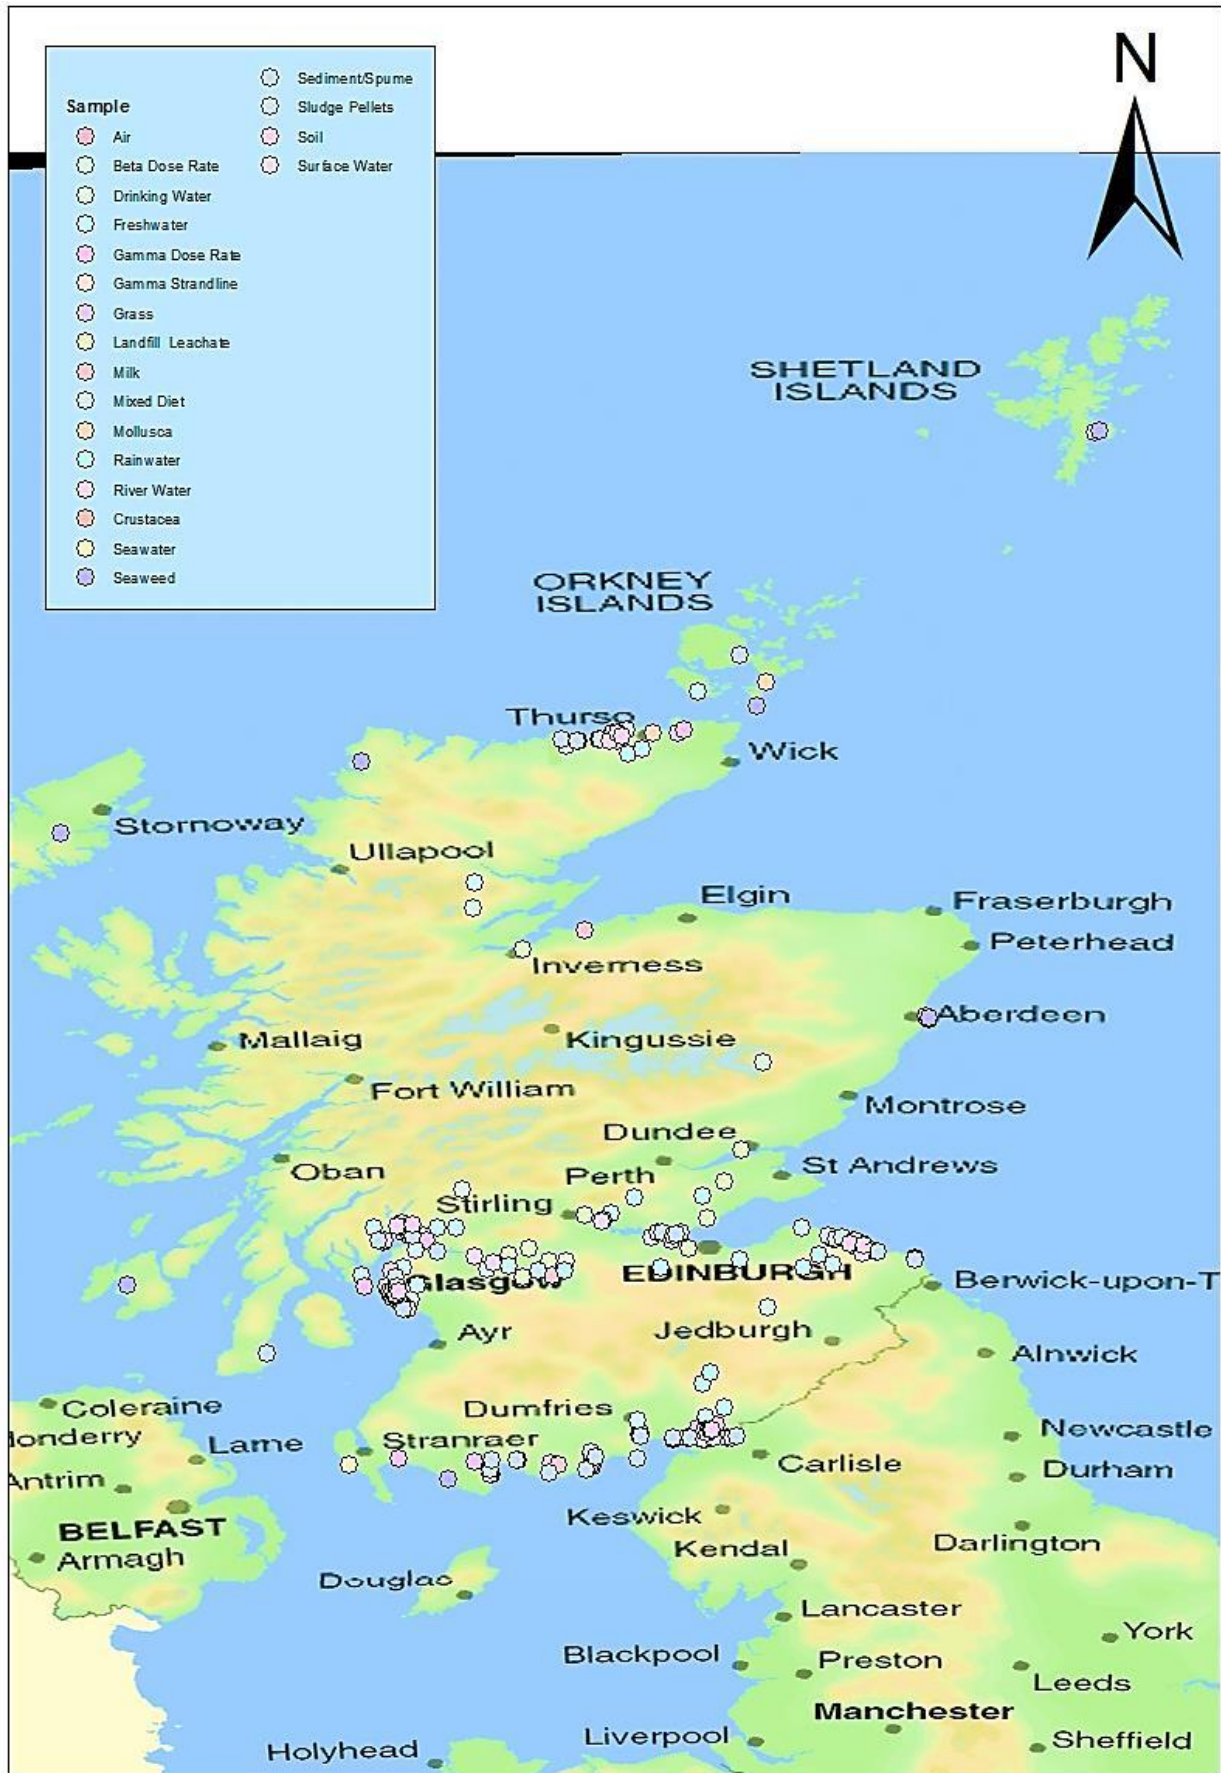 N
Sample
Air
Beta Dose Rate
Drinking Water
Freshwater
Gamma Dose Rate
Gamma Strandline
Grass
Landfill Leachate
Milk
Mixed Diet
Mollusca
Rainwater
River Water
Crustacea
Seawater
Seaweed
Sediment/Spume
Sludge Pellets
Soil
Surface Water
SHETLAND
ISLANDS
ORKNEY
ISLANDS
Thurso
Wick
Stornoway
Ullapool
Elgin
Fraserburgh
Peterhead
Inverness
Aberdeen
Mallaig
Kingussie
Fort William
Montrose
Dundee
Oban
Perth
St Andrews
Stirling
Glasgow
EDINBURGH
Berwick-upon-T
Ayr
Jedburgh
Alnwick
Coleraine
Dumfries
londonderry
Larne
Stranraer
Newcastle
Carlisle
Durham
Antrim
Keswick
BELFAST
Armagh
Kendal
Darlington
Douglas
Lancaster
York
Blackpool
Preston
Leeds
Manchester
Liverpool
Sheffield
Holyhead